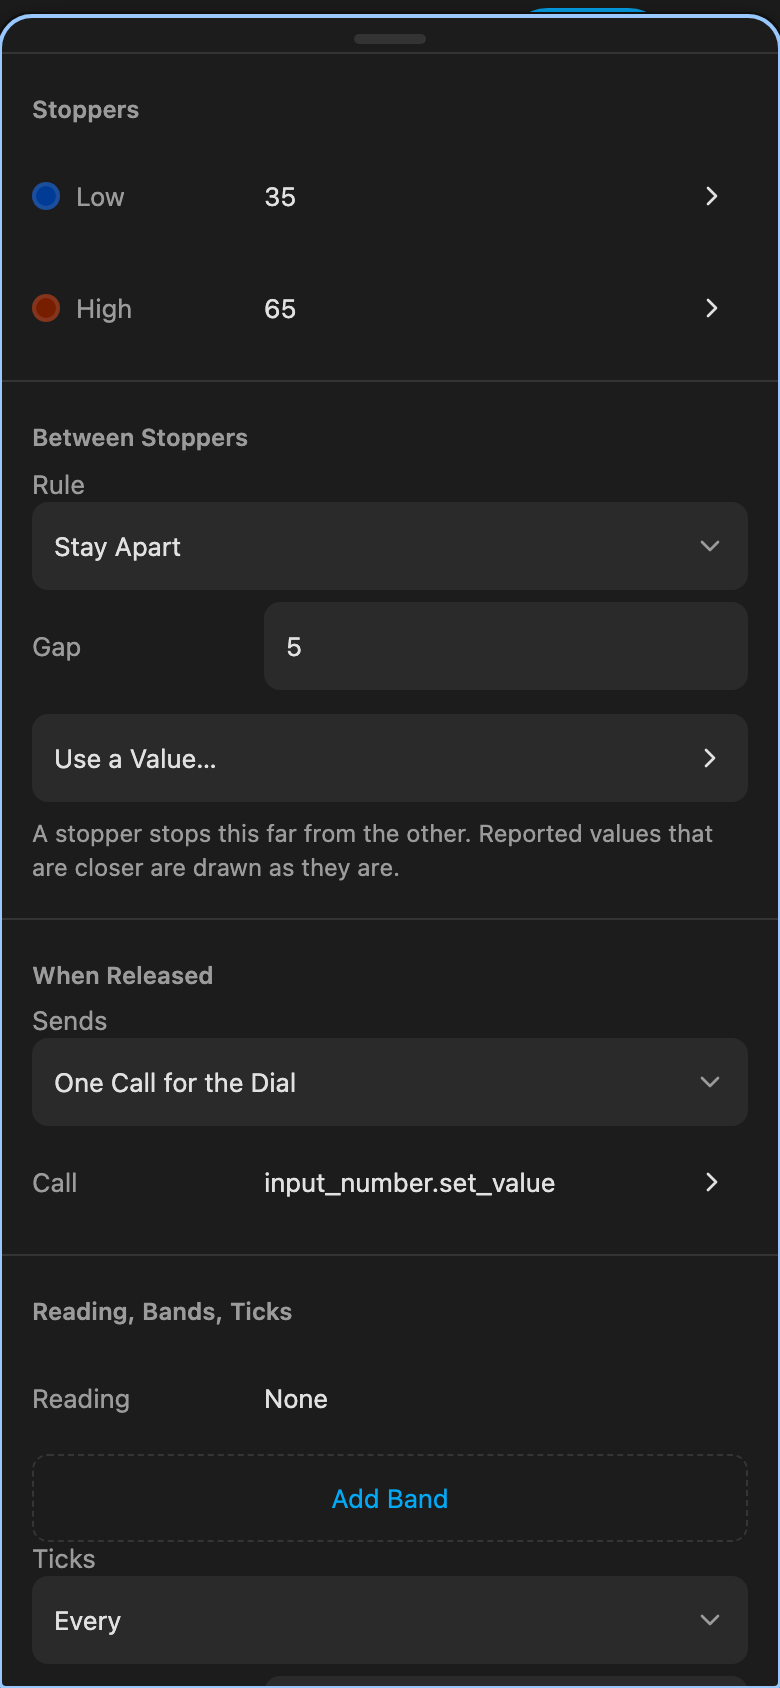 Stoppers
Low 35
High 65
Between Stoppers
Rule
Stay Apart
Gap 5
Use a Value...
A stopper stops this far from the other. Reported values that
are closer are drawn as they are.
When Released
Sends
One Call for the Dial
Call input_number.set_value
Reading, Bands, Ticks
Reading None
Add Band
Ticks
Every